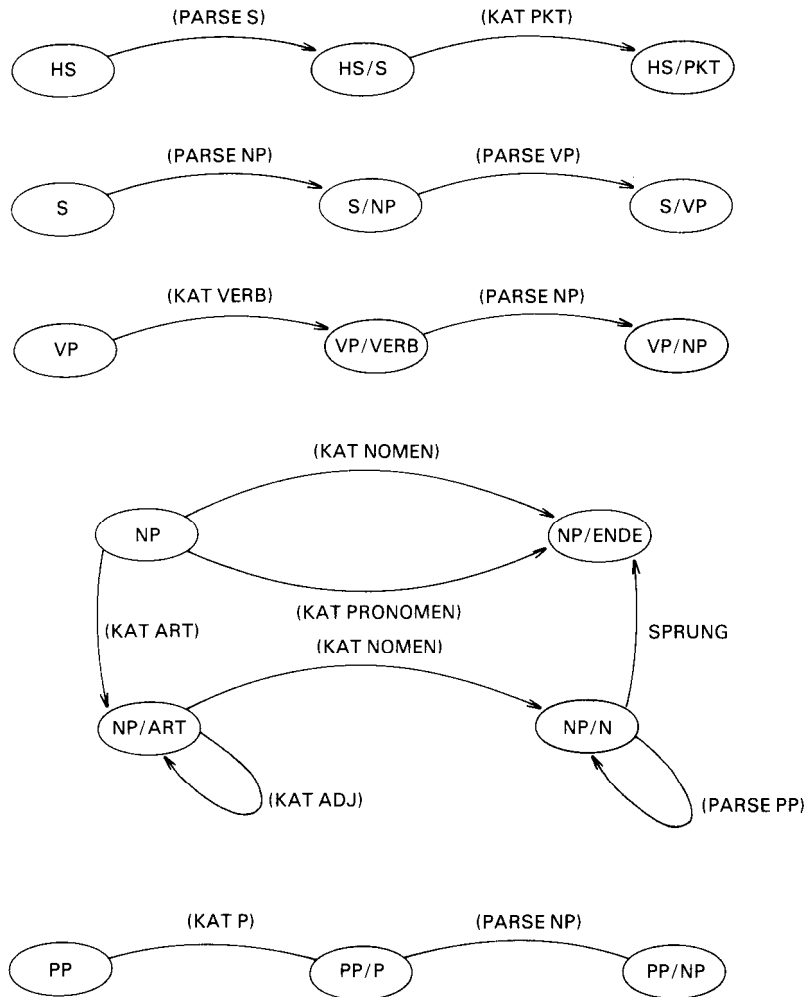 (PARSE S) (KAT PKT)
HS HS/S HS/PKT
(PARSE NP) (PARSE VP)
S S/NP S/VP
(KAT VERB) (PARSE NP)
VP VP/VERB VP/NP
(KAT NOMEN)
NP NP/ENDE
(KAT PRONOMEN)
(KAT ART) SPRUNG
(KAT NOMEN)
NP/ART NP/N
(KAT ADJ) (PARSE PP)
(KAT P) (PARSE NP)
PP PP/P PP/NP